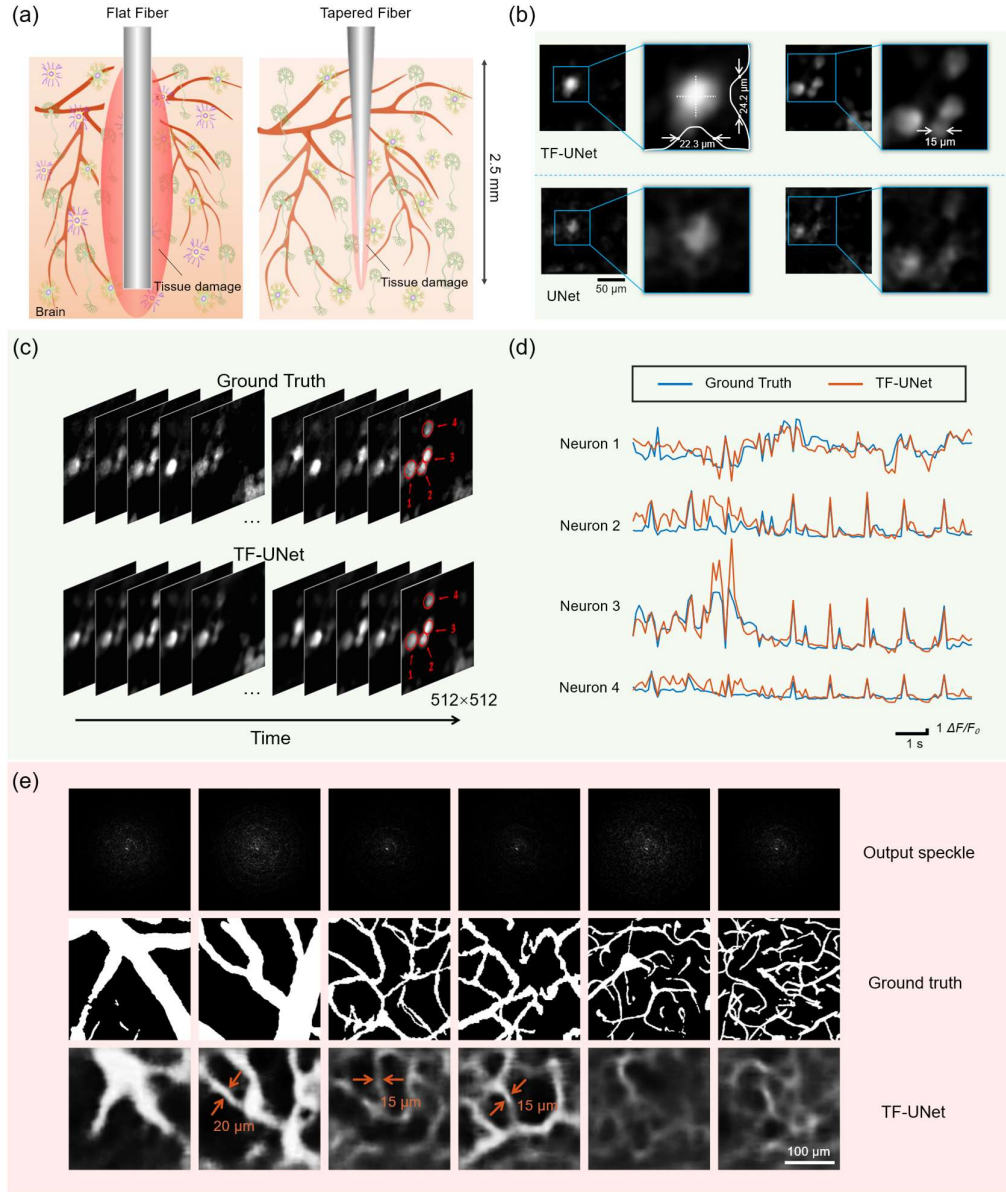 (a)
Flat Fiber
Tapered Fiber
2.5 mm
Tissue damage
Tissue damage
Brain
(b)
24.2 µm
22.3 µm
15 µm
TF-UNet
50 µm
UNet
(c)
Ground Truth
4
3
2
1
...
TF-UNet
4
3
2
1
...
512×512
Time
(d)
Ground Truth
TF-UNet
Neuron 1
Neuron 2
Neuron 3
Neuron 4
1 ΔF/F₀
1 s
(e)
Output speckle
Ground truth
20 µm
15 µm
15 µm
TF-UNet
100 µm